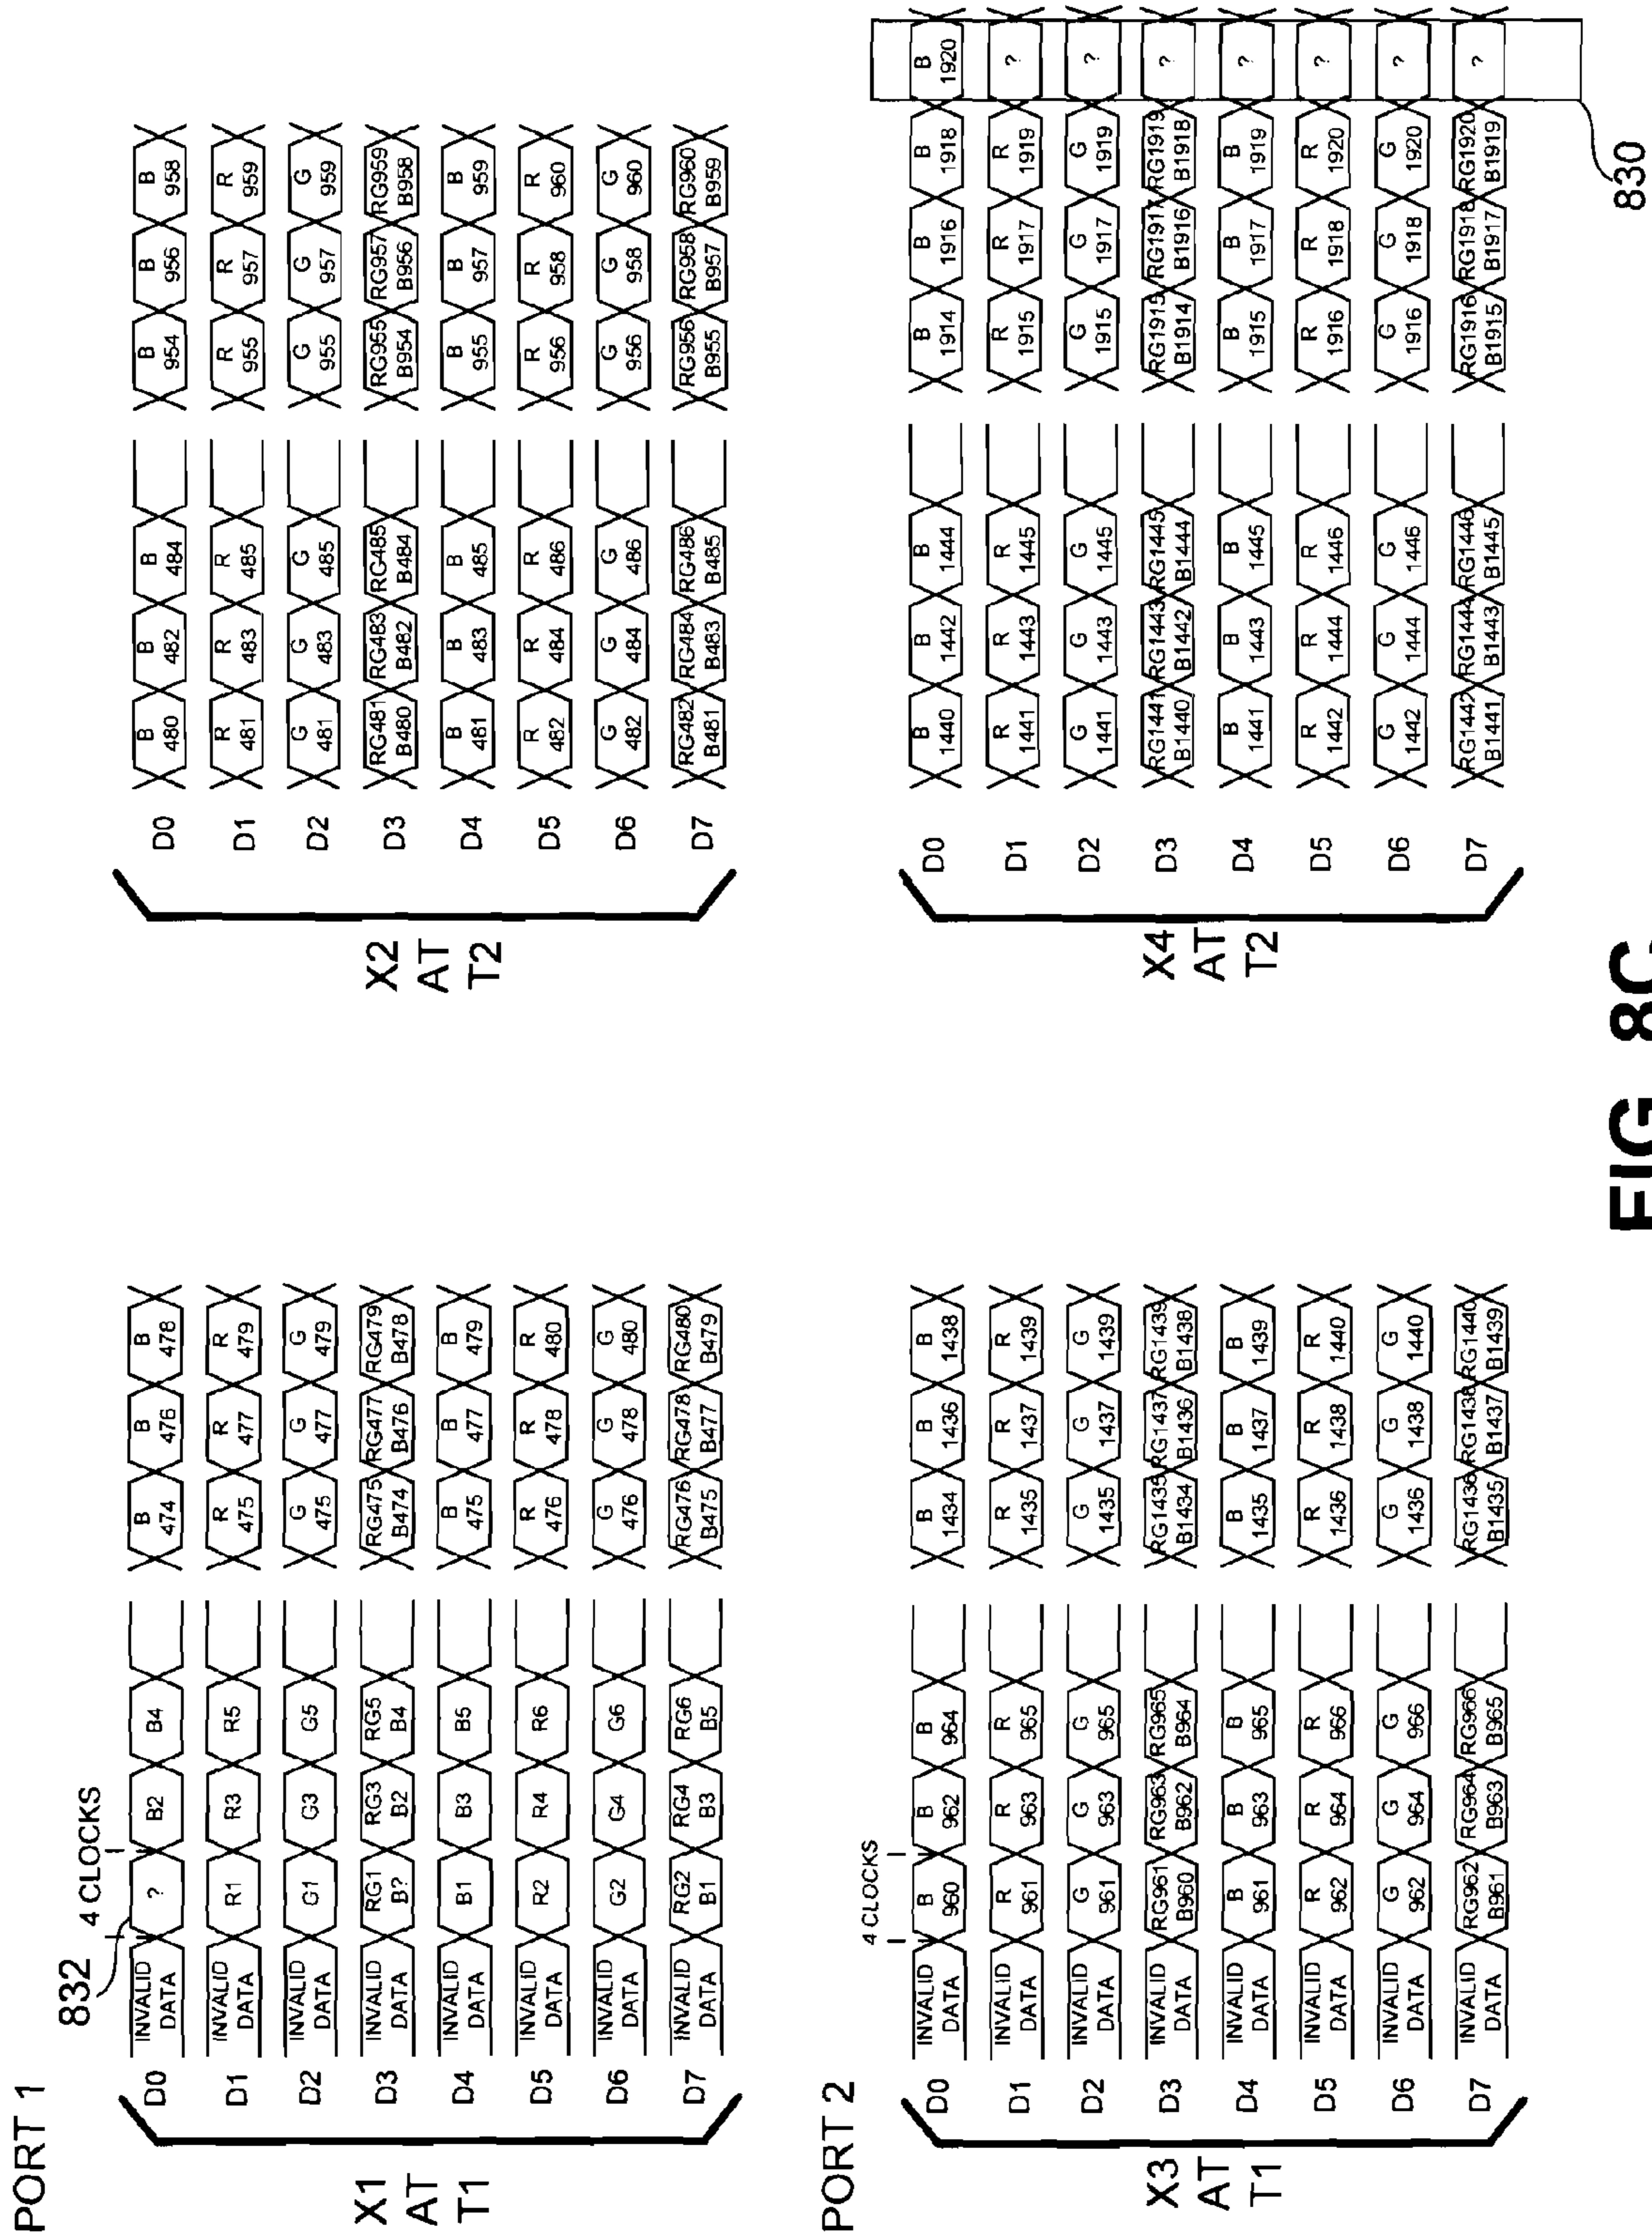 PORT 1
832
4 CLOCKS
X1
AT
T1
D0 INVALID DATA ? B2 B4 B 474 B 476 B 478
D1 INVALID DATA R1 R3 R5 R 475 R 477 R 479
D2 INVALID DATA G1 G3 G5 G 475 G 477 G 479
D3 INVALID DATA RG1 B? RG3 B2 RG5 B4 RG475 B474 RG477 B476 RG479 B478
D4 INVALID DATA B1 B3 B5 B 475 B 477 B 479
D5 INVALID DATA R2 R4 R6 R 476 R 478 R 480
D6 INVALID DATA G2 G4 G6 G 476 G 478 G 480
D7 INVALID DATA RG2 B1 RG4 B3 RG6 B5 RG476 B475 RG478 B477 RG480 B479
X2
AT
T2
D0 B 480 B 482 B 484 B 954 B 956 B 958
D1 R 481 R 483 R 485 R 955 R 957 R 959
D2 G 481 G 483 G 485 G 955 G 957 G 959
D3 RG481 B480 RG483 B482 RG485 B484 RG955 B954 RG957 B956 RG959 B958
D4 B 481 B 483 B 485 B 955 B 957 B 959
D5 R 482 R 484 R 486 R 956 R 958 R 960
D6 G 482 G 484 G 486 G 956 G 958 G 960
D7 RG482 B481 RG484 B483 RG486 B485 RG956 B955 RG958 B957 RG960 B959
PORT 2
4 CLOCKS
X3
AT
T1
D0 INVALID DATA B 960 B 962 B 964 B 1434 B 1436 B 1438
D1 INVALID DATA R 961 R 963 R 965 R 1435 R 1437 R 1439
D2 INVALID DATA G 961 G 963 G 965 G 1435 G 1437 G 1439
D3 INVALID DATA RG961 B960 RG963 B962 RG965 B964 RG1435 B1434 RG1437 B1436 RG1439 B1438
D4 INVALID DATA B 961 B 963 B 965 B 1435 B 1437 B 1439
D5 INVALID DATA R 962 R 964 R 966 R 1436 R 1438 R 1440
D6 INVALID DATA G 962 G 964 G 966 G 1436 G 1438 G 1440
D7 INVALID DATA RG962 B961 RG964 B963 RG966 B965 RG1436 B1435 RG1438 B1437 RG1440 B1439
X4
AT
T2
D0 B 1440 B 1442 B 1444 B 1914 B 1916 B 1918 B 1920
D1 R 1441 R 1443 R 1445 R 1915 R 1917 R 1919 ?
D2 G 1441 G 1443 G 1445 G 1915 G 1917 G 1919 ?
D3 RG1441 B1440 RG1443 B1442 RG1445 B1444 RG1915 B1914 RG1917 B1916 RG1919 B1918 ?
D4 B 1441 B 1443 B 1445 B 1915 B 1917 B 1919 ?
D5 R 1442 R 1444 R 1446 R 1916 R 1918 R 1920 ?
D6 G 1442 G 1444 G 1446 G 1916 G 1918 G 1920 ?
D7 RG1442 B1441 RG1444 B1443 RG1446 B1445 RG1916 B1915 RG1918 B1917 RG1920 B1919 ?
830
FIG. 8C